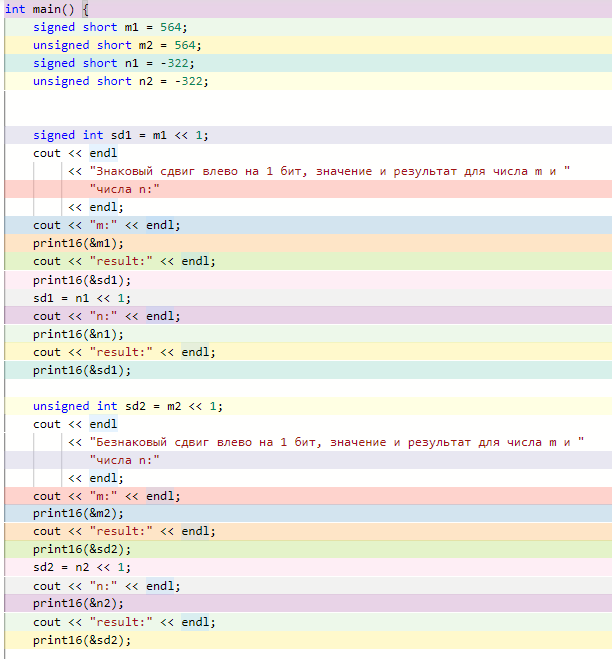 int main() {
signed short m1 = 564;
unsigned short m2 = 564;
signed short n1 = -322;
unsigned short n2 = -322;
signed int sd1 = m1 << 1;
cout << endl
<< "Знаковый сдвиг влево на 1 бит, значение и результат для числа m и "
"числа n:"
<< endl;
cout << "m:" << endl;
print16(&m1);
cout << "result:" << endl;
print16(&sd1);
sd1 = n1 << 1;
cout << "n:" << endl;
print16(&n1);
cout << "result:" << endl;
print16(&sd1);
unsigned int sd2 = m2 << 1;
cout << endl
<< "Безнаковый сдвиг влево на 1 бит, значение и результат для числа m и "
"числа n:"
<< endl;
cout << "m:" << endl;
print16(&m2);
cout << "result:" << endl;
print16(&sd2);
sd2 = n2 << 1;
cout << "n:" << endl;
print16(&n2);
cout << "result:" << endl;
print16(&sd2);